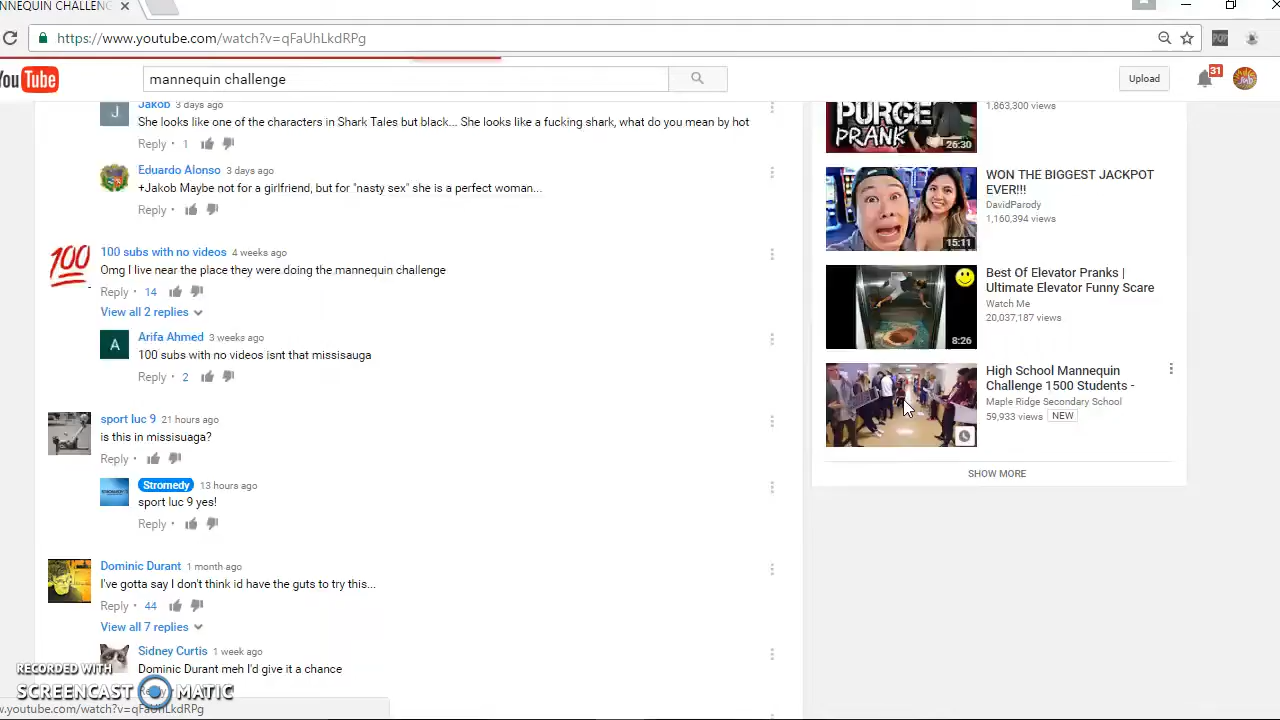 NNEQUIN CHALLENG
https://www.youtube.com/watch?v=qFaUhLkdRPg
POP
YouTube
mannequin challenge
Upload
31
Jakob 3 days ago
She looks like one of the characters in Shark Tales but black... She looks like a fucking shark, what do you mean by hot
Reply · 1
Eduardo Alonso 3 days ago
+Jakob Maybe not for a girlfriend, but for "nasty sex" she is a perfect woman...
Reply ·
100
100 subs with no videos 4 weeks ago
Omg I live near the place they were doing the mannequin challenge
Reply · 14
View all 2 replies
A
Arifa Ahmed 3 weeks ago
100 subs with no videos isnt that missisauga
Reply · 2
sport luc 9 21 hours ago
is this in missisuaga?
Reply ·
Stromedy 13 hours ago
sport luc 9 yes!
Reply ·
Dominic Durant 1 month ago
I've gotta say I don't think id have the guts to try this...
Reply · 44
View all 7 replies
Sidney Curtis 1 week ago
Dominic Durant meh I'd give it a chance
J
PURGE
PRANK
26:30
1,863,300 views
WON THE BIGGEST JACKPOT
EVER!!!
DavidParody
1,160,394 views
15:11
Best Of Elevator Pranks |
Ultimate Elevator Funny Scare
Watch Me
20,037,187 views
8:26
High School Mannequin
Challenge 1500 Students -
Maple Ridge Secondary School
59,933 views NEW
SHOW MORE
RECORDED WITH
SCREENCAST MATIC
w.youtube.com/watch?v=qFaUhLkdRPg